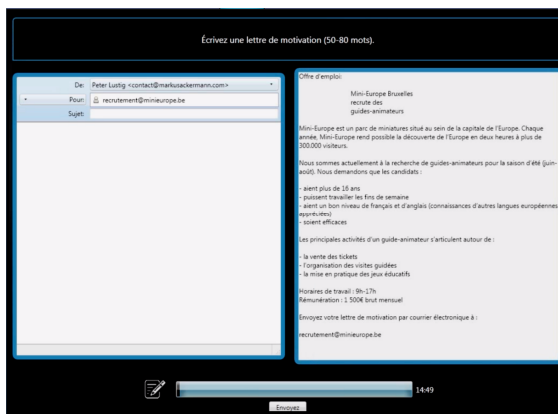 Écrivez une lettre de motivation (50-80 mots).
De: Peter Lustig <contact@markusackermann.com>
Pour: recrutement@minieurope.be
Sujet:
Offre d'emploi:
Mini-Europe Bruxelles
recrute des
guides-animateurs
Mini-Europe est un parc de miniatures situé au sein de la capitale de l'Europe. Chaque
année, Mini-Europe rend possible la découverte de l'Europe en deux heures à plus de
300.000 visiteurs.
Nous sommes actuellement à la recherche de guides-animateurs pour la saison d'été (juin-
août). Nous demandons que les candidats :
- aient plus de 16 ans
- puissent travailler les fins de semaine
- aient un bon niveau de français et d'anglais (connaissances d'autres langues européennes
appréciées)
- soient efficaces
Les principales activités d'un guide-animateur s'articulent autour de :
- la vente des tickets
- l'organisation des visites guidées
- la mise en pratique des jeux éducatifs
Horaires de travail : 9h-17h
Rémunération : 1 500€ brut mensuel
Envoyez votre lettre de motivation par courrier électronique à :
recrutement@minieurope.be
14:49
Envoyez